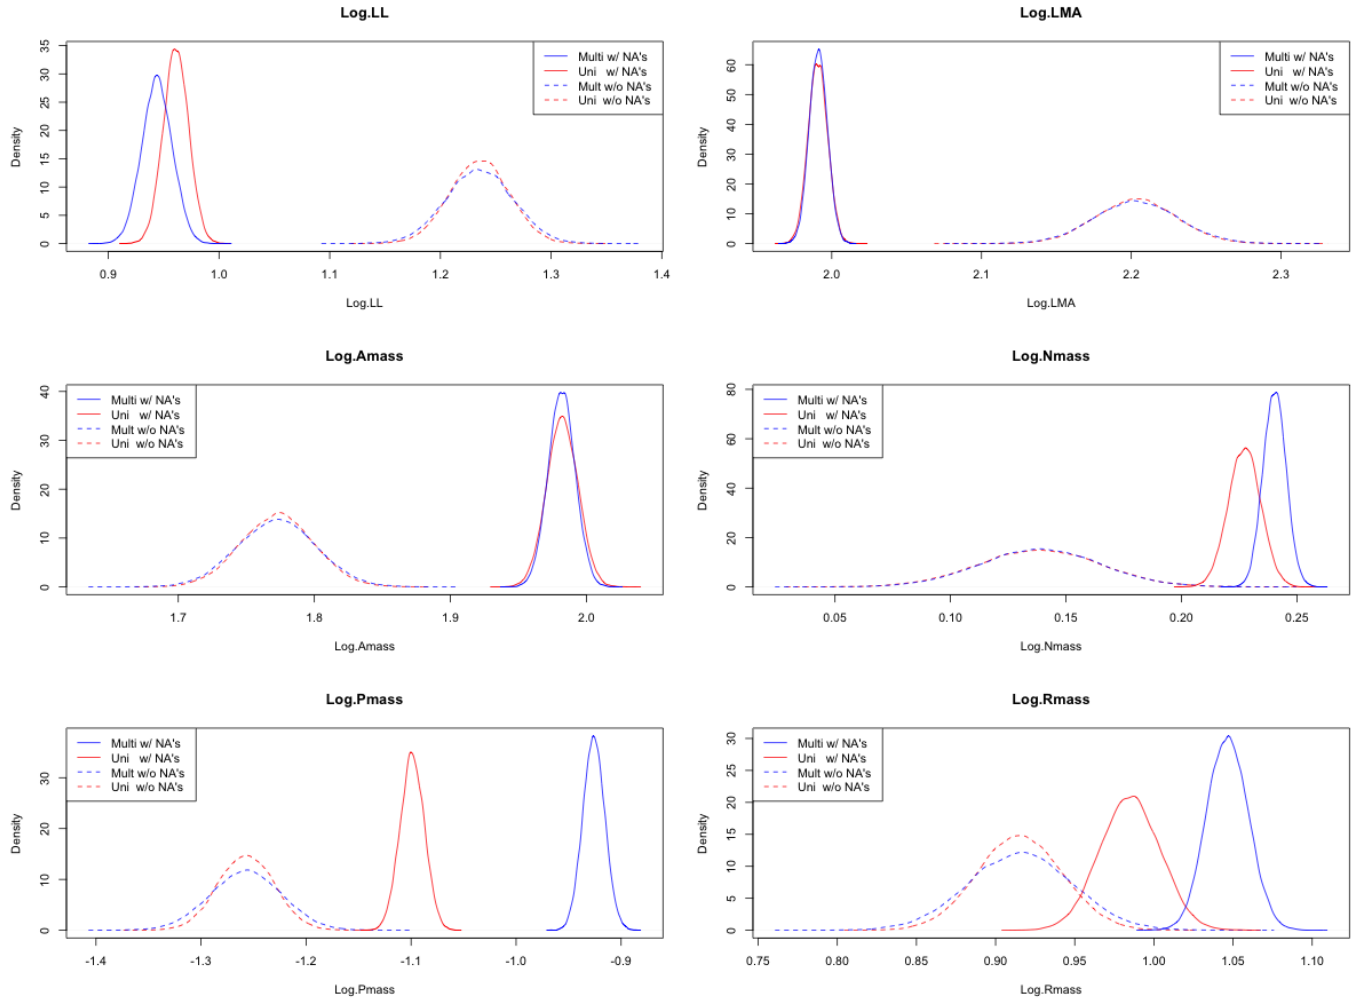 Log.LL
Density
0 5 10 15 20 25 30 35
Multi w/ NA's
Uni w/ NA's
Mult w/o NA's
Uni w/o NA's
0.9 1.0 1.1 1.2 1.3 1.4
Log.LL
Log.LMA
Density
0 10 20 30 40 50 60
Multi w/ NA's
Uni w/ NA's
Mult w/o NA's
Uni w/o NA's
2.0 2.1 2.2 2.3
Log.LMA
Log.Amass
Density
0 10 20 30 40
Multi w/ NA's
Uni w/ NA's
Mult w/o NA's
Uni w/o NA's
1.7 1.8 1.9 2.0
Log.Amass
Log.Nmass
Density
0 20 40 60 80
Multi w/ NA's
Uni w/ NA's
Mult w/o NA's
Uni w/o NA's
0.05 0.10 0.15 0.20 0.25
Log.Nmass
Log.Pmass
Density
0 10 20 30
Multi w/ NA's
Uni w/ NA's
Mult w/o NA's
Uni w/o NA's
-1.4 -1.3 -1.2 -1.1 -1.0 -0.9
Log.Pmass
Log.Rmass
Density
0 5 10 15 20 25 30
Multi w/ NA's
Uni w/ NA's
Mult w/o NA's
Uni w/o NA's
0.75 0.80 0.85 0.90 0.95 1.00 1.05 1.10
Log.Rmass